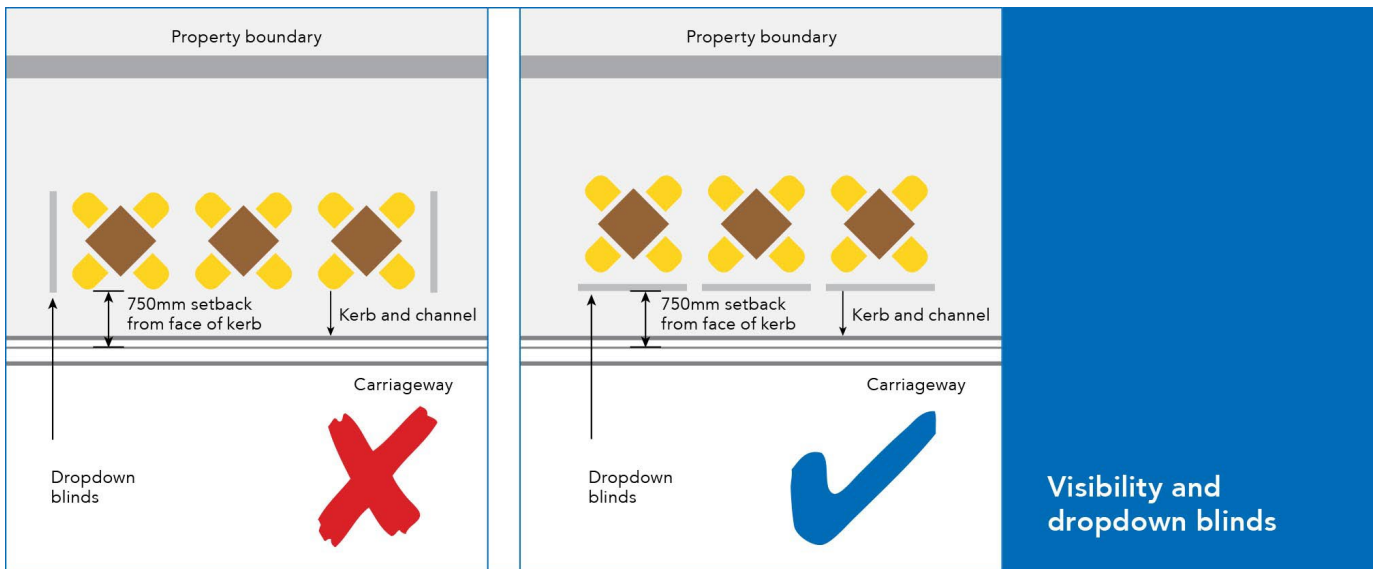 Property boundary
750mm setback
from face of kerb
Kerb and channel
Carriageway
Dropdown
blinds
Property boundary
750mm setback
from face of kerb
Kerb and channel
Carriageway
Dropdown
blinds
Visibility and
dropdown blinds